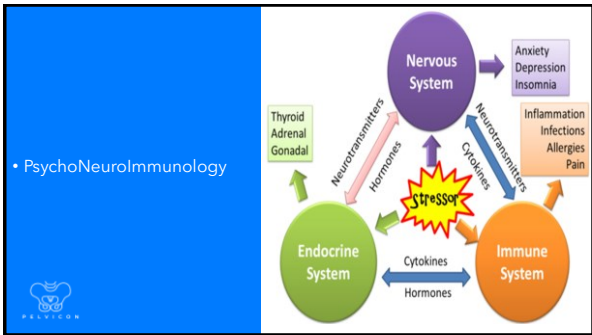 • PsychoNeuroImmunology
PELVICON
Nervous
System
Anxiety
Depression
Insomnia
Thyroid
Adrenal
Gonadal
Inflammation
Infections
Allergies
Pain
Neurotransmitters
Hormones
Neurotransmitters
Cytokines
Stressor
Endocrine
System
Cytokines
Hormones
Immune
System